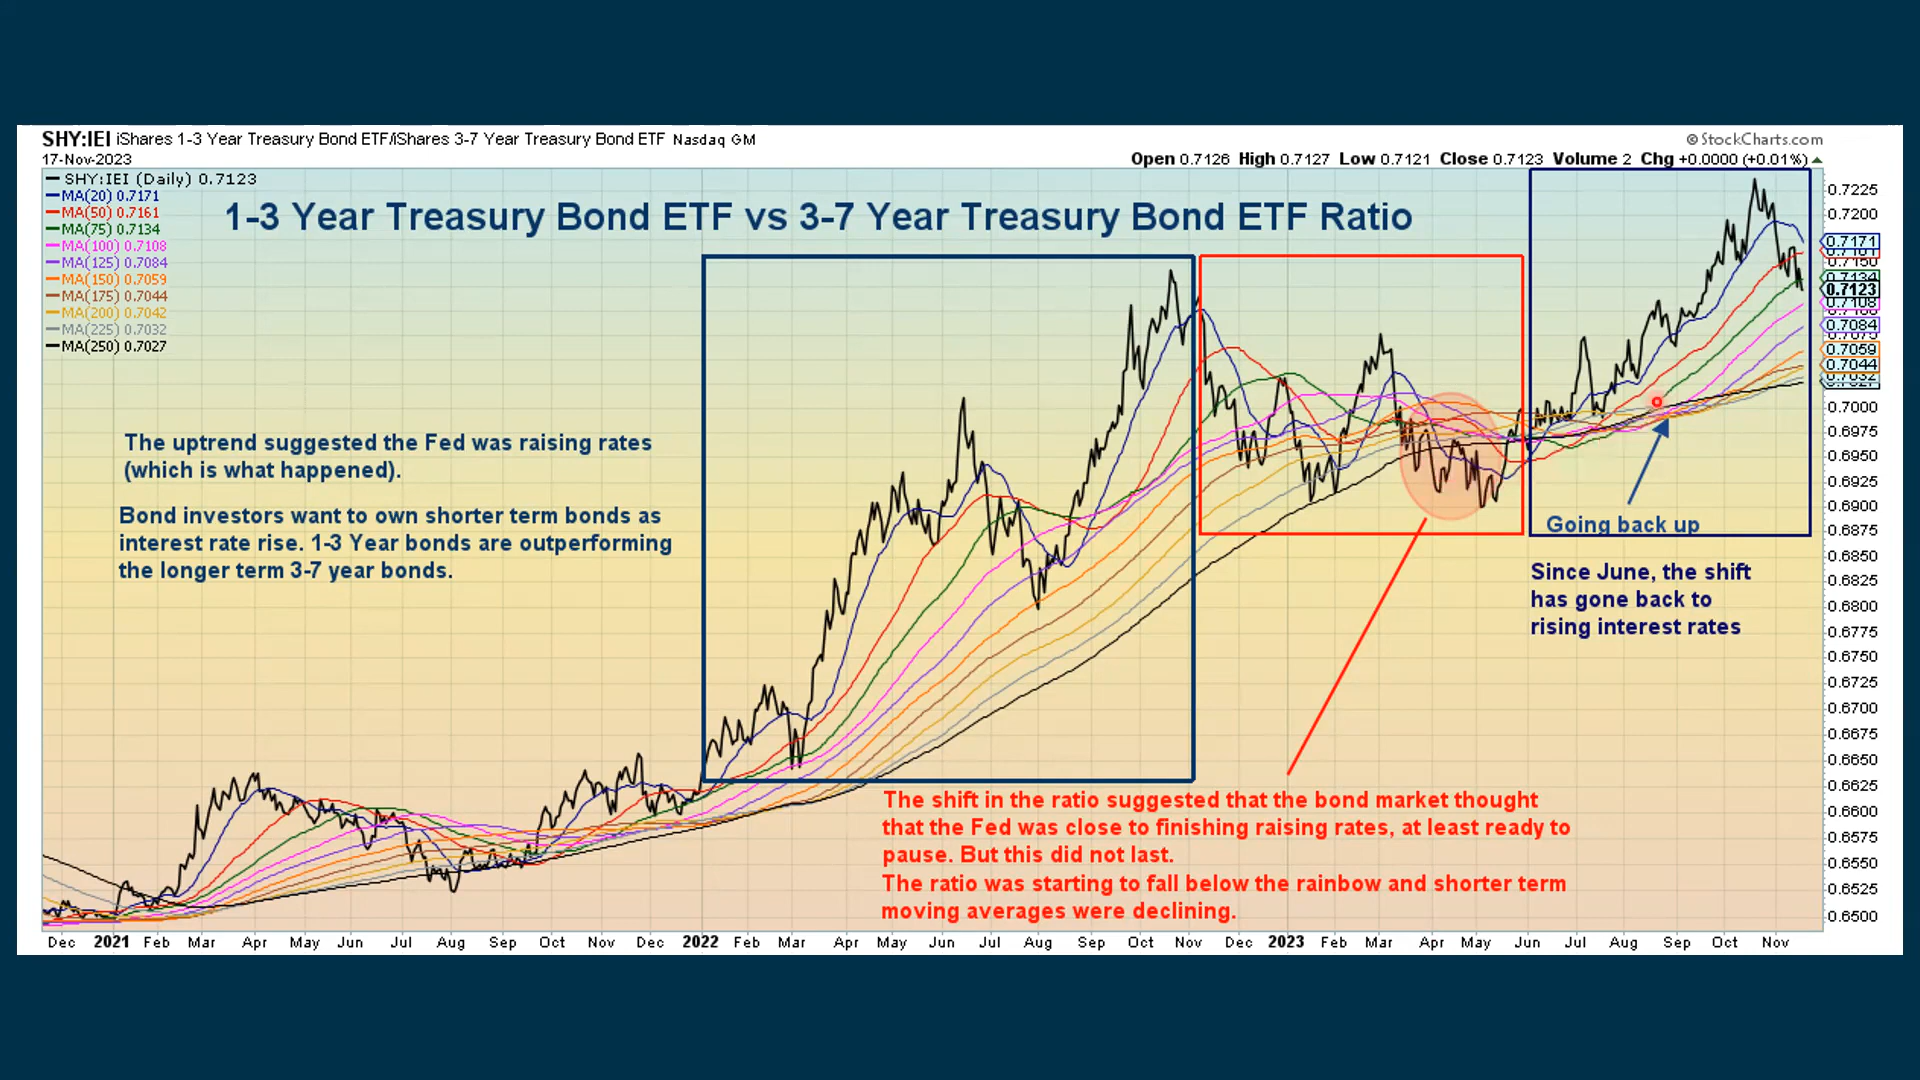 SHY:IEI iShares 1-3 Year Treasury Bond ETF/iShares 3-7 Year Treasury Bond ETF Nasdaq GM
© StockCharts.com
17-Nov-2023
Open 0.7126 High 0.7127 Low 0.7121 Close 0.7123 Volume 2 Chg +0.0000 (+0.01%)
SHY:IEI (Daily) 0.7123
MA(20) 0.7171
MA(50) 0.7161
MA(75) 0.7134
MA(100) 0.7108
MA(125) 0.7084
MA(150) 0.7059
MA(175) 0.7044
MA(200) 0.7042
MA(225) 0.7032
MA(250) 0.7027
1-3 Year Treasury Bond ETF vs 3-7 Year Treasury Bond ETF Ratio
The uptrend suggested the Fed was raising rates
(which is what happened).
Bond investors want to own shorter term bonds as
interest rate rise. 1-3 Year bonds are outperforming
the longer term 3-7 year bonds.
Going back up
Since June, the shift
has gone back to
rising interest rates
The shift in the ratio suggested that the bond market thought
that the Fed was close to finishing raising rates, at least ready to
pause. But this did not last.
The ratio was starting to fall below the rainbow and shorter term
moving averages were declining.
0.7225
0.7200
0.7171
0.7150
0.7134
0.7123
0.7108
0.7084
0.7059
0.7044
0.7032
0.7000
0.6975
0.6950
0.6925
0.6900
0.6875
0.6850
0.6825
0.6800
0.6775
0.6750
0.6725
0.6700
0.6675
0.6650
0.6625
0.6600
0.6575
0.6550
0.6525
0.6500
Dec 2021 Feb Mar Apr May Jun Jul Aug Sep Oct Nov Dec 2022 Feb Mar Apr May Jun Jul Aug Sep Oct Nov Dec 2023 Feb Mar Apr May Jun Jul Aug Sep Oct Nov